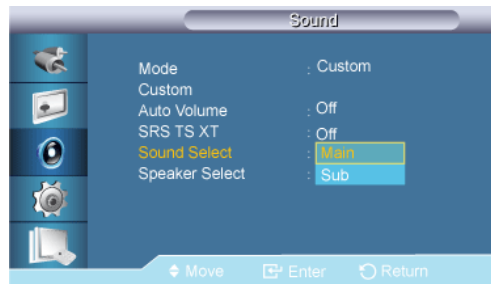 Sound
Mode : Custom
Custom
Auto Volume : Off
SRS TS XT : Off
Sound Select : Main
Speaker Select : Sub
Move Enter Return